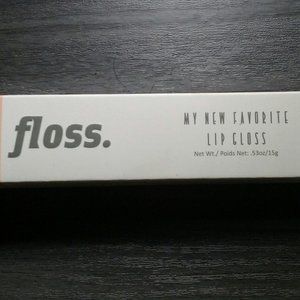 floss.
MY NEW FAVORITE
LIP GLOSS
Net Wt./ Poids Net: .53oz/15g